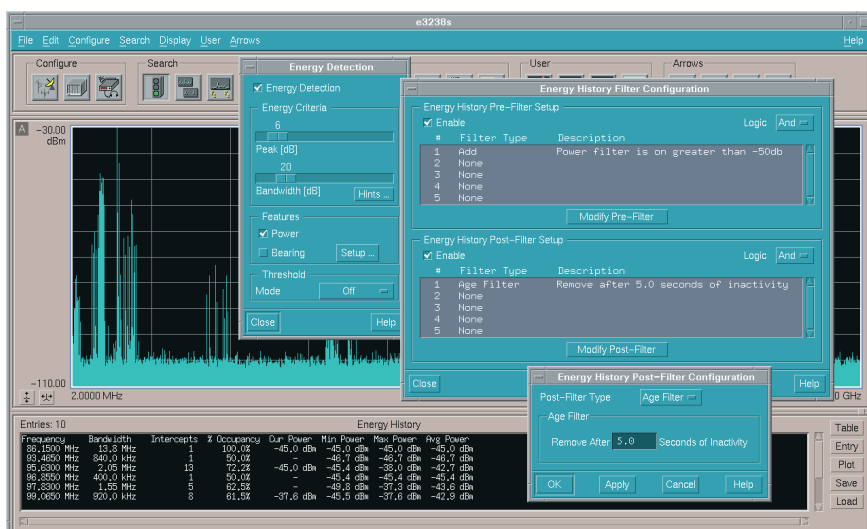 e3238s
File Edit Configure Search Display User Arrows Help
Configure Search User Arrows
A -30.00
dBm
-110.00
2.0000 MHz
0 GHz
Energy Detection
Energy Detection
Energy Criteria
6
Peak [dB]
20
Bandwidth [dB] Hints ...
Features
Power
Bearing Setup ...
Threshold
Mode Off
Close Help
Energy History Filter Configuration
Energy History Pre-Filter Setup
Enable Logic And
# Filter Type Description
1 Add Power filter is on greater than -50db
2 None
3 None
4 None
5 None
Modify Pre-Filter
Energy History Post-Filter Setup
Enable Logic And
# Filter Type Description
1 Age Filter Remove after 5.0 seconds of inactivity
2 None
3 None
4 None
5 None
Modify Post-Filter
Close Help
Energy History Post-Filter Configuration
Post-Filter Type Age Filter
Age Filter
Remove After 5.0 Seconds of Inactivity
OK Apply Cancel Help
Entries: 10 Energy History
Frequency Bandwidth Intercepts % Occupancy Cur Power Min Power Max Power Avg Power
86.1500 MHz 13.8 MHz 1 100.0% -45.0 dBm -45.0 dBm -45.0 dBm -45.0 dBm
93.4650 MHz 840.0 kHz 1 50.0% - -46.7 dBm -46.7 dBm -46.7 dBm
95.6300 MHz 2.05 MHz 13 72.2% -45.0 dBm -45.4 dBm -38.0 dBm -42.7 dBm
96.8550 MHz 400.0 kHz 1 50.0% - -45.4 dBm -45.4 dBm -45.4 dBm
97.8300 MHz 1.55 MHz 5 62.5% - -49.8 dBm -37.3 dBm -43.6 dBm
99.0650 MHz 920.0 kHz 8 61.5% -37.6 dBm -45.5 dBm -37.6 dBm -42.9 dBm
Table
Entry
Plot
Save
Load